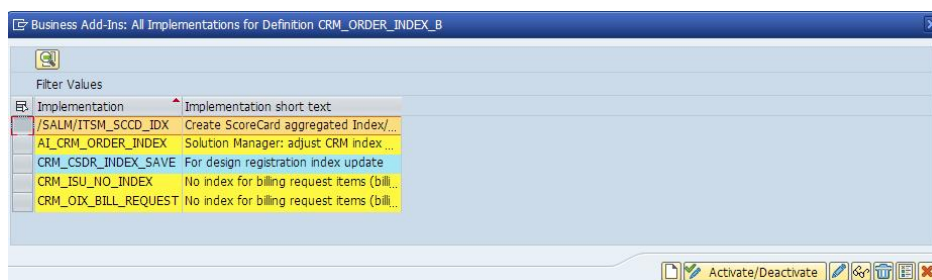 Business Add-Ins: All Implementations for Definition CRM_ORDER_INDEX_B
Filter Values
Implementation Implementation short text
/SALM/ITSM_SCCD_IDX Create ScoreCard aggregated Index/...
AI_CRM_ORDER_INDEX Solution Manager: adjust CRM index ...
CRM_CSDR_INDEX_SAVE For design registration index update
CRM_ISU_NO_INDEX No index for billing request items (billi...
CRM_OIX_BILL_REQUEST No index for billing request items (billi...
Activate/Deactivate